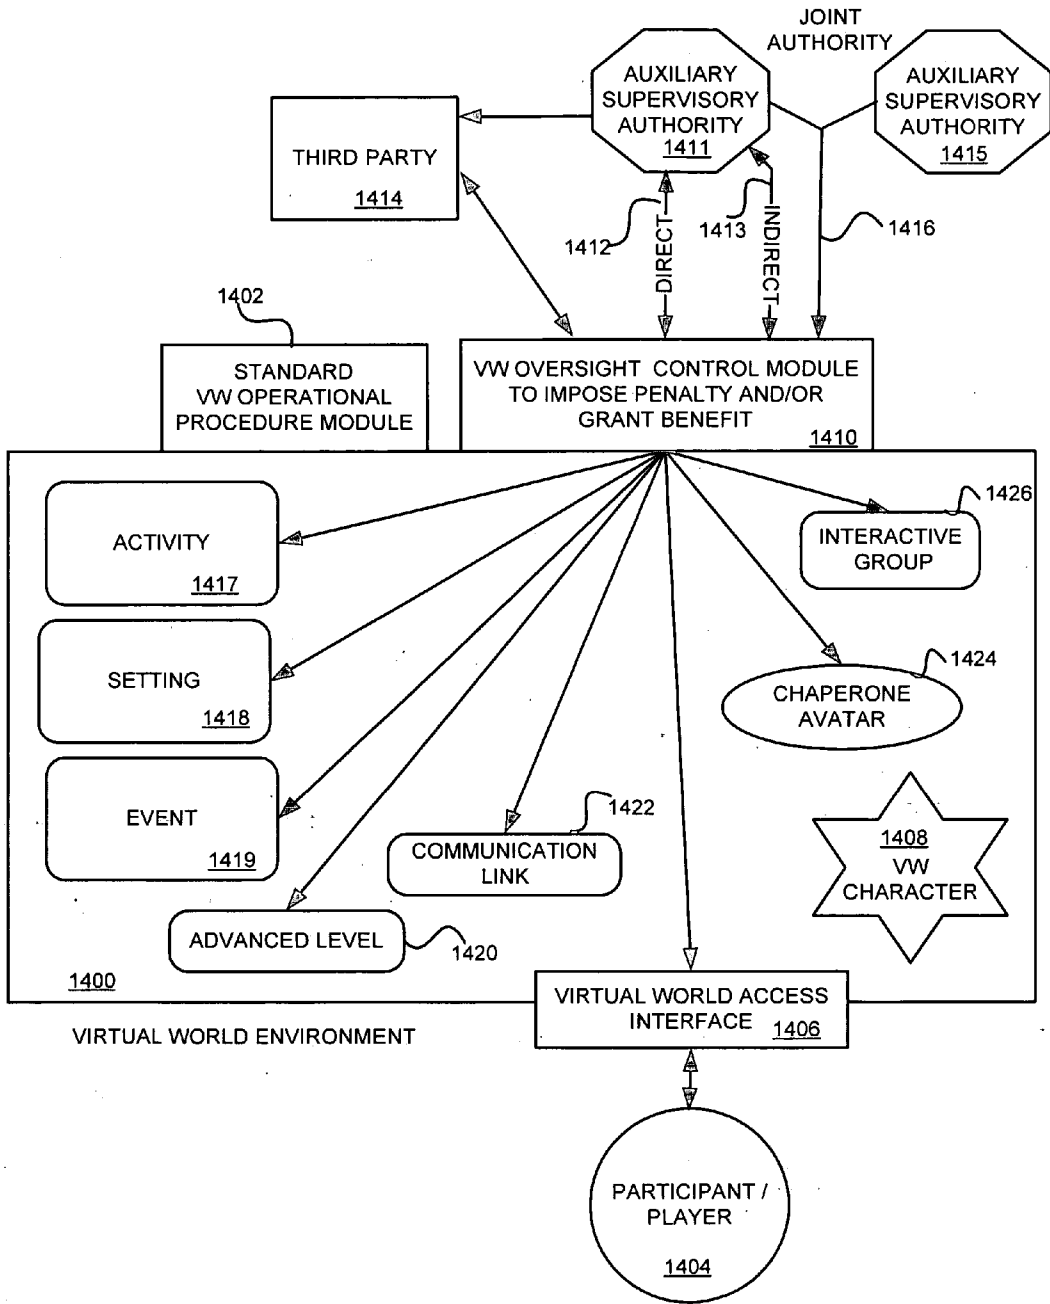 JOINT
AUTHORITY
AUXILIARY
SUPERVISORY
AUTHORITY
1411
AUXILIARY
SUPERVISORY
AUTHORITY
1415
THIRD PARTY
1414
1412
DIRECT
1413
INDIRECT
1416
1402
STANDARD
VW OPERATIONAL
PROCEDURE MODULE
VW OVERSIGHT CONTROL MODULE
TO IMPOSE PENALTY AND/OR
GRANT BENEFIT
1410
ACTIVITY
1417
1426
INTERACTIVE
GROUP
SETTING
1418
1424
CHAPERONE
AVATAR
EVENT
1419
1422
COMMUNICATION
LINK
1408
VW
CHARACTER
ADVANCED LEVEL
1420
1400
VIRTUAL WORLD ACCESS
INTERFACE
1406
VIRTUAL WORLD ENVIRONMENT
PARTICIPANT /
PLAYER
1404